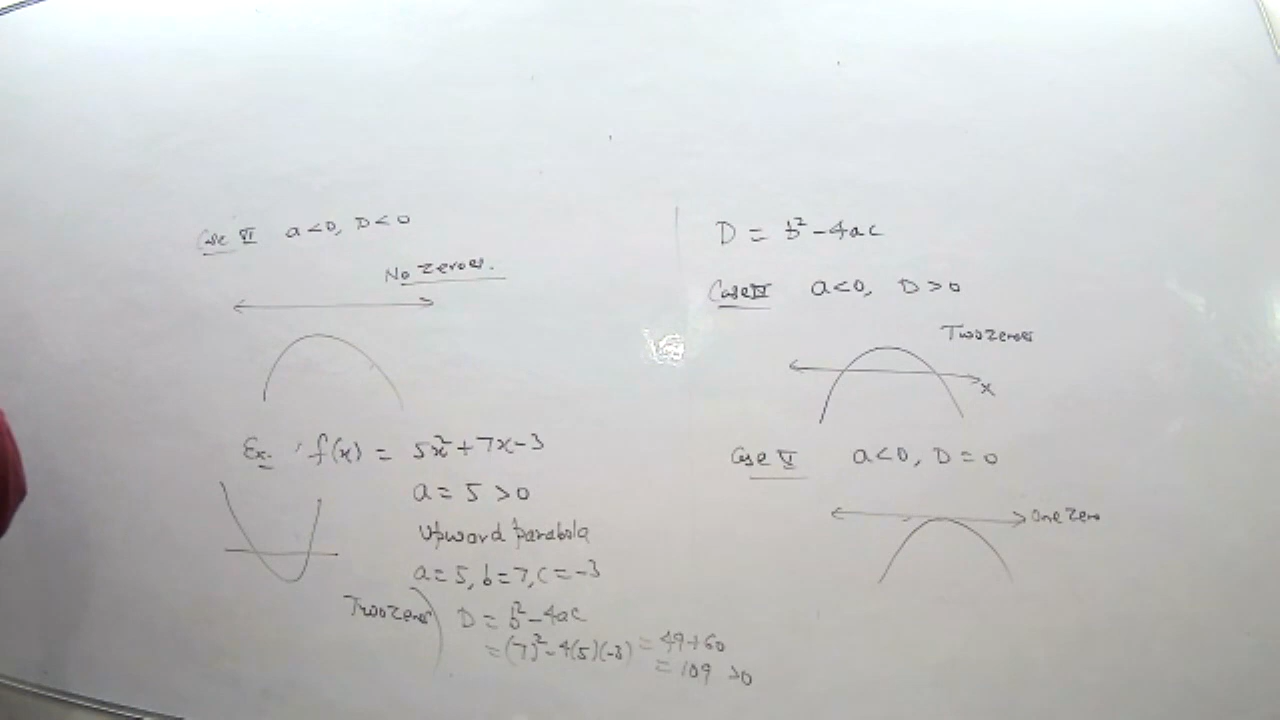 Case VI a<0, D<0
No zeroes.
Ex: f(x) = 5x²+7x-3
a = 5 >0
Upward parabola
a=5, b=7, c=-3
Two zeroes
D = b²-4ac
=(7)²-4(5)(-3) = 49+60
= 109 >0
D = b²-4ac
Case IV a<0, D>0
Two zeroes
x
Case V a<0, D=0
One Zero